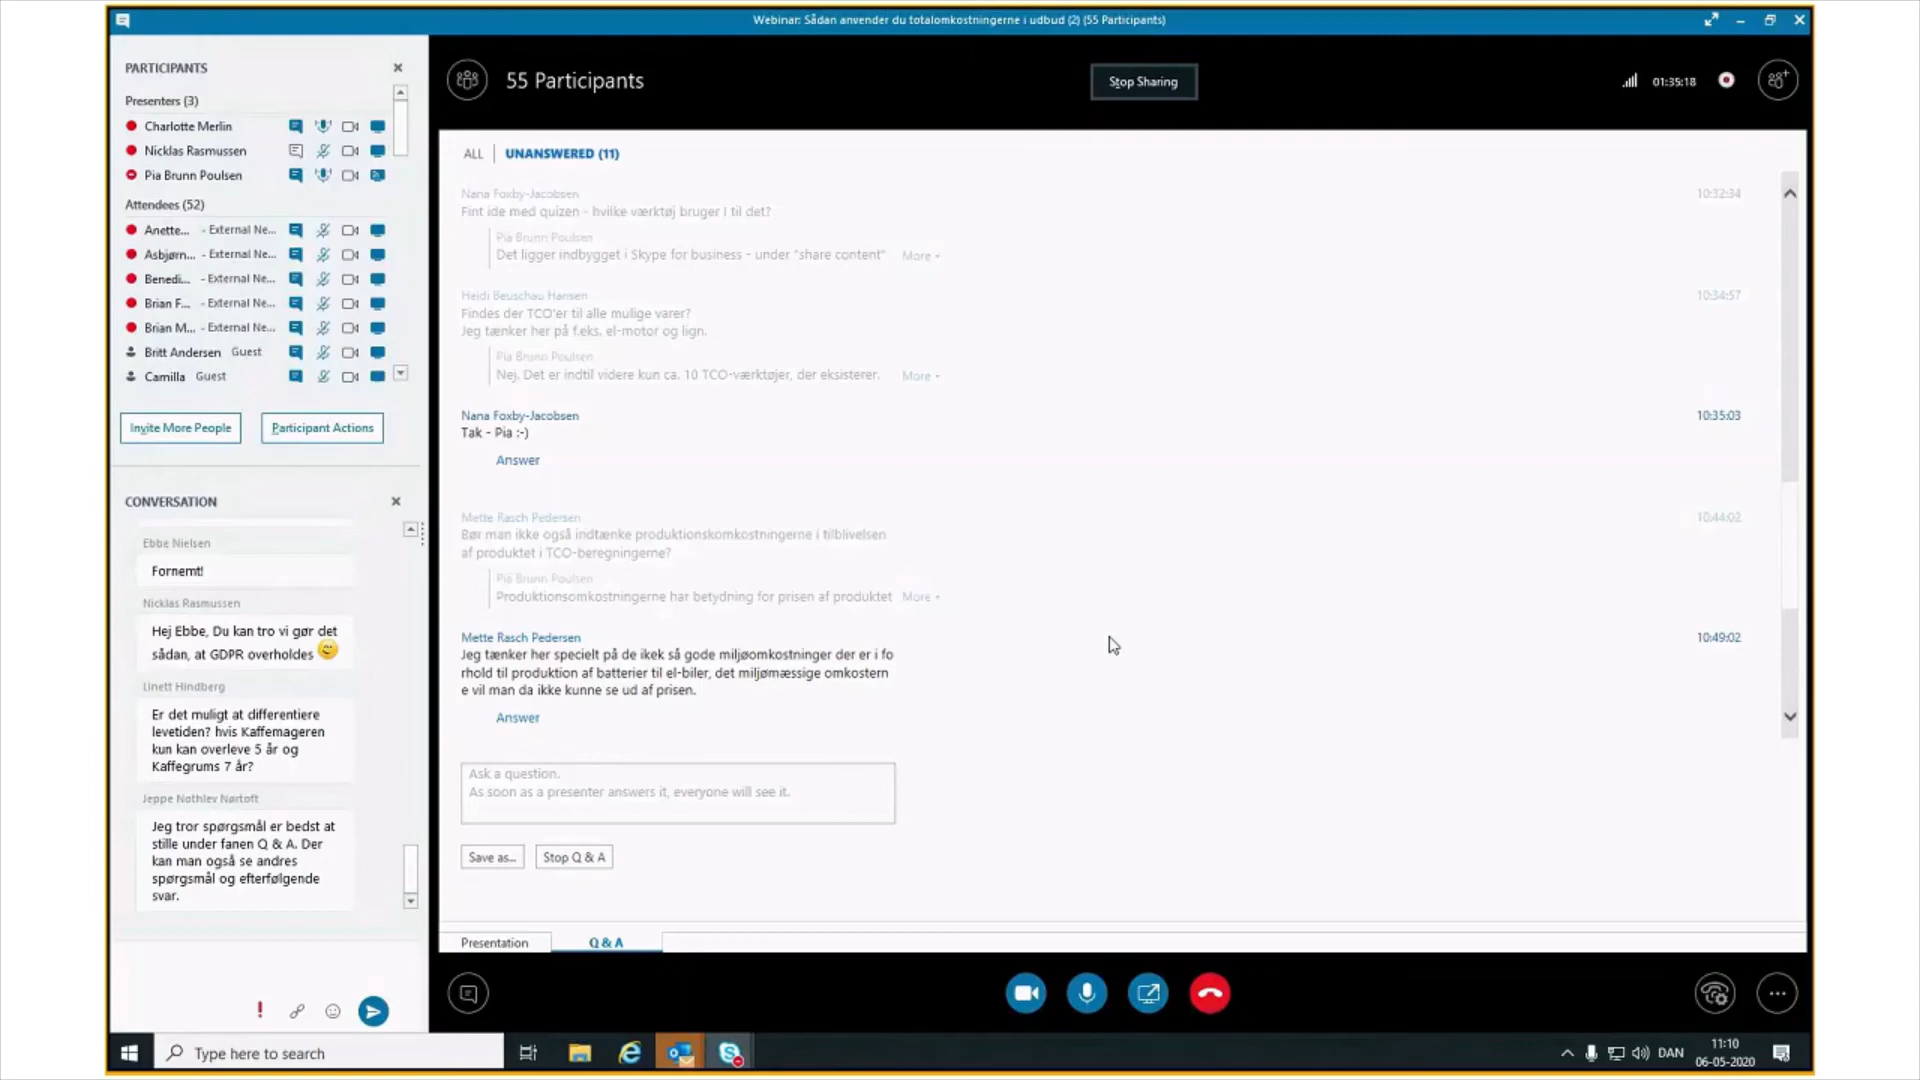 Webinar: Sådan anvender du totalomkostningerne i udbud (2) (55 Participants)
PARTICIPANTS
Presenters (3)
Charlotte Merlin
Nicklas Rasmussen
Pia Brunn Poulsen
Attendees (52)
Anette... - External Ne...
Asbjørn... - External Ne...
Benedi... - External Ne...
Brian F... - External Ne...
Brian M... - External Ne...
Britt Andersen Guest
Camilla Guest
Invite More People
Participant Actions
CONVERSATION
Ebbe Nielsen
Fornemt!
Nicklas Rasmussen
Hej Ebbe, Du kan tro vi gør det
sådan, at GDPR overholdes
Linett Hindberg
Er det muligt at differentiere
levetiden? hvis Kaffemageren
kun kan overleve 5 år og
Kaffegrums 7 år?
Jeppe Nothlev Nørtoft
Jeg tror spørgsmål er bedst at
stille under fanen Q & A. Der
kan man også se andres
spørgsmål og efterfølgende
svar.
55 Participants
Stop Sharing
01:35:18
ALL
UNANSWERED (11)
Nana Foxby-Jacobsen 10:32:34
Fint ide med quizen - hvilke værktøj bruger I til det?
Pia Brunn Poulsen
Det ligger indbygget i Skype for business - under "share content" More
Heidi Beuschau Hansen 10:34:57
Findes der TCO'er til alle mulige varer?
Jeg tænker her på f.eks. el-motor og lign.
Pia Brunn Poulsen
Nej. Det er indtil videre kun ca. 10 TCO-værktøjer, der eksisterer. More
Nana Foxby-Jacobsen 10:35:03
Tak - Pia :-)
Answer
Mette Rasch Pedersen 10:44:02
Bør man ikke også indtænke produktionskomkostningerne i tilblivelsen
af produktet i TCO-beregningerne?
Pia Brunn Poulsen
Produktionsomkostningerne har betydning for prisen af produktet More
Mette Rasch Pedersen 10:49:02
Jeg tænker her specielt på de ikek så gode miljøomkostninger der er i fo
rhold til produktion af batterier til el-biler, det miljømæssige omkostern
e vil man da ikke kunne se ud af prisen.
Answer
Ask a question.
As soon as a presenter answers it, everyone will see it.
Save as...
Stop Q & A
Presentation
Q & A
Type here to search
DAN
11:10
06-05-2020